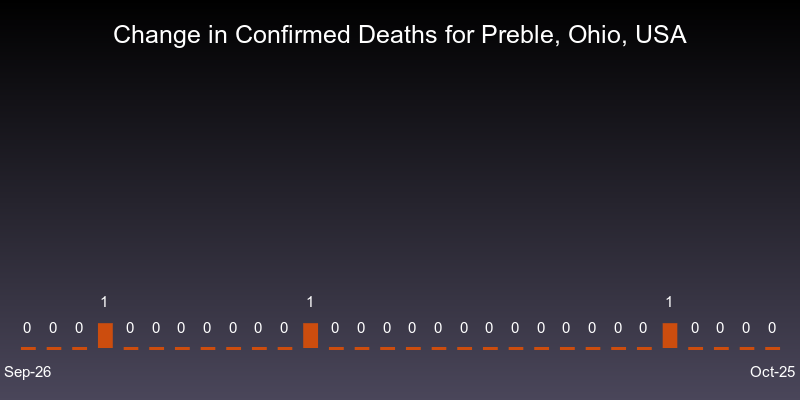 Change in Confirmed Deaths for Preble, Ohio, USA
1 1 1
0 0 0 0 0 0 0 0 0 0 0 0 0 0 0 0 0 0 0 0 0 0 0 0 0 0 0
Sep-26 Oct-25